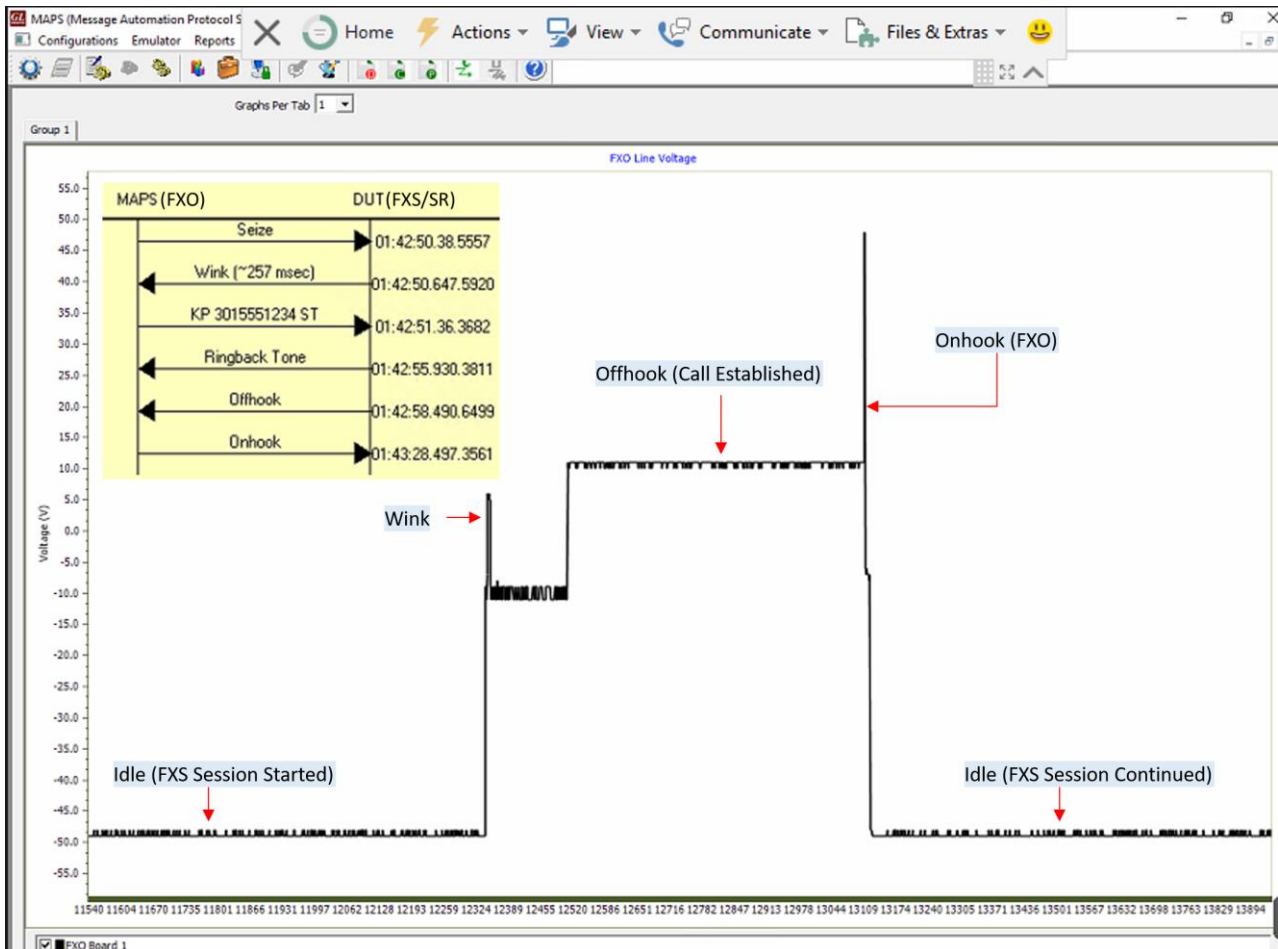 MAPS (Message Automation Protocol S
Home Actions View Communicate Files & Extras
Configurations Emulator Reports
Graphs Per Tab 1
Group 1
FXO Line Voltage
55.0
50.0
45.0
40.0
35.0
30.0
25.0
20.0
15.0
10.0
5.0
0.0
-5.0
-10.0
-15.0
-20.0
-25.0
-30.0
-35.0
-40.0
-45.0
-50.0
-55.0
Voltage (V)
MAPS (FXO) DUT(FXS/SR)
Seize
01:42:50.38.5557
Wink (~257 msec)
01:42:50.647.5920
KP 3015551234 ST
01:42:51.36.3682
Ringback Tone
01:42:55.930.3811
Offhook
01:42:58.490.6499
Onhook
01:43:28.497.3561
Onhook (FXO)
Offhook (Call Established)
Wink
Idle (FXS Session Started)
Idle (FXS Session Continued)
11540 11604 11670 11735 11801 11866 11931 11997 12062 12128 12193 12259 12324 12389 12455 12520 12586 12651 12716 12782 12847 12913 12978 13044 13109 13174 13240 13305 13371 13436 13501 13567 13632 13698 13763 13829 13894
FXO Board 1